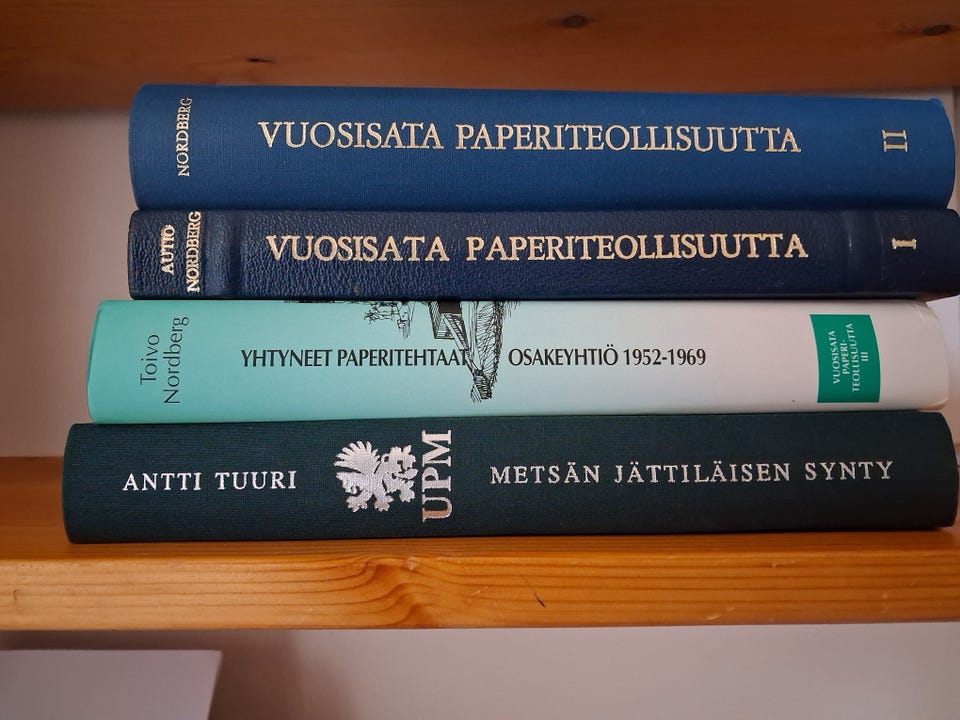 NORDBERG
VUOSISATA PAPERITEOLLISUUTTA
II
AUTIO
NORDBERG
VUOSISATA PAPERITEOLLISUUTTA
I
Toivo
Nordberg
YHTYNEET PAPERITEHTAAT OSAKEYHTIÖ 1952-1969
VUOSISATA
PAPERI-
TEOLLISUUTTA
III
ANTTI TUURI
UPM
METSÄN JÄTTILÄISEN SYNTY